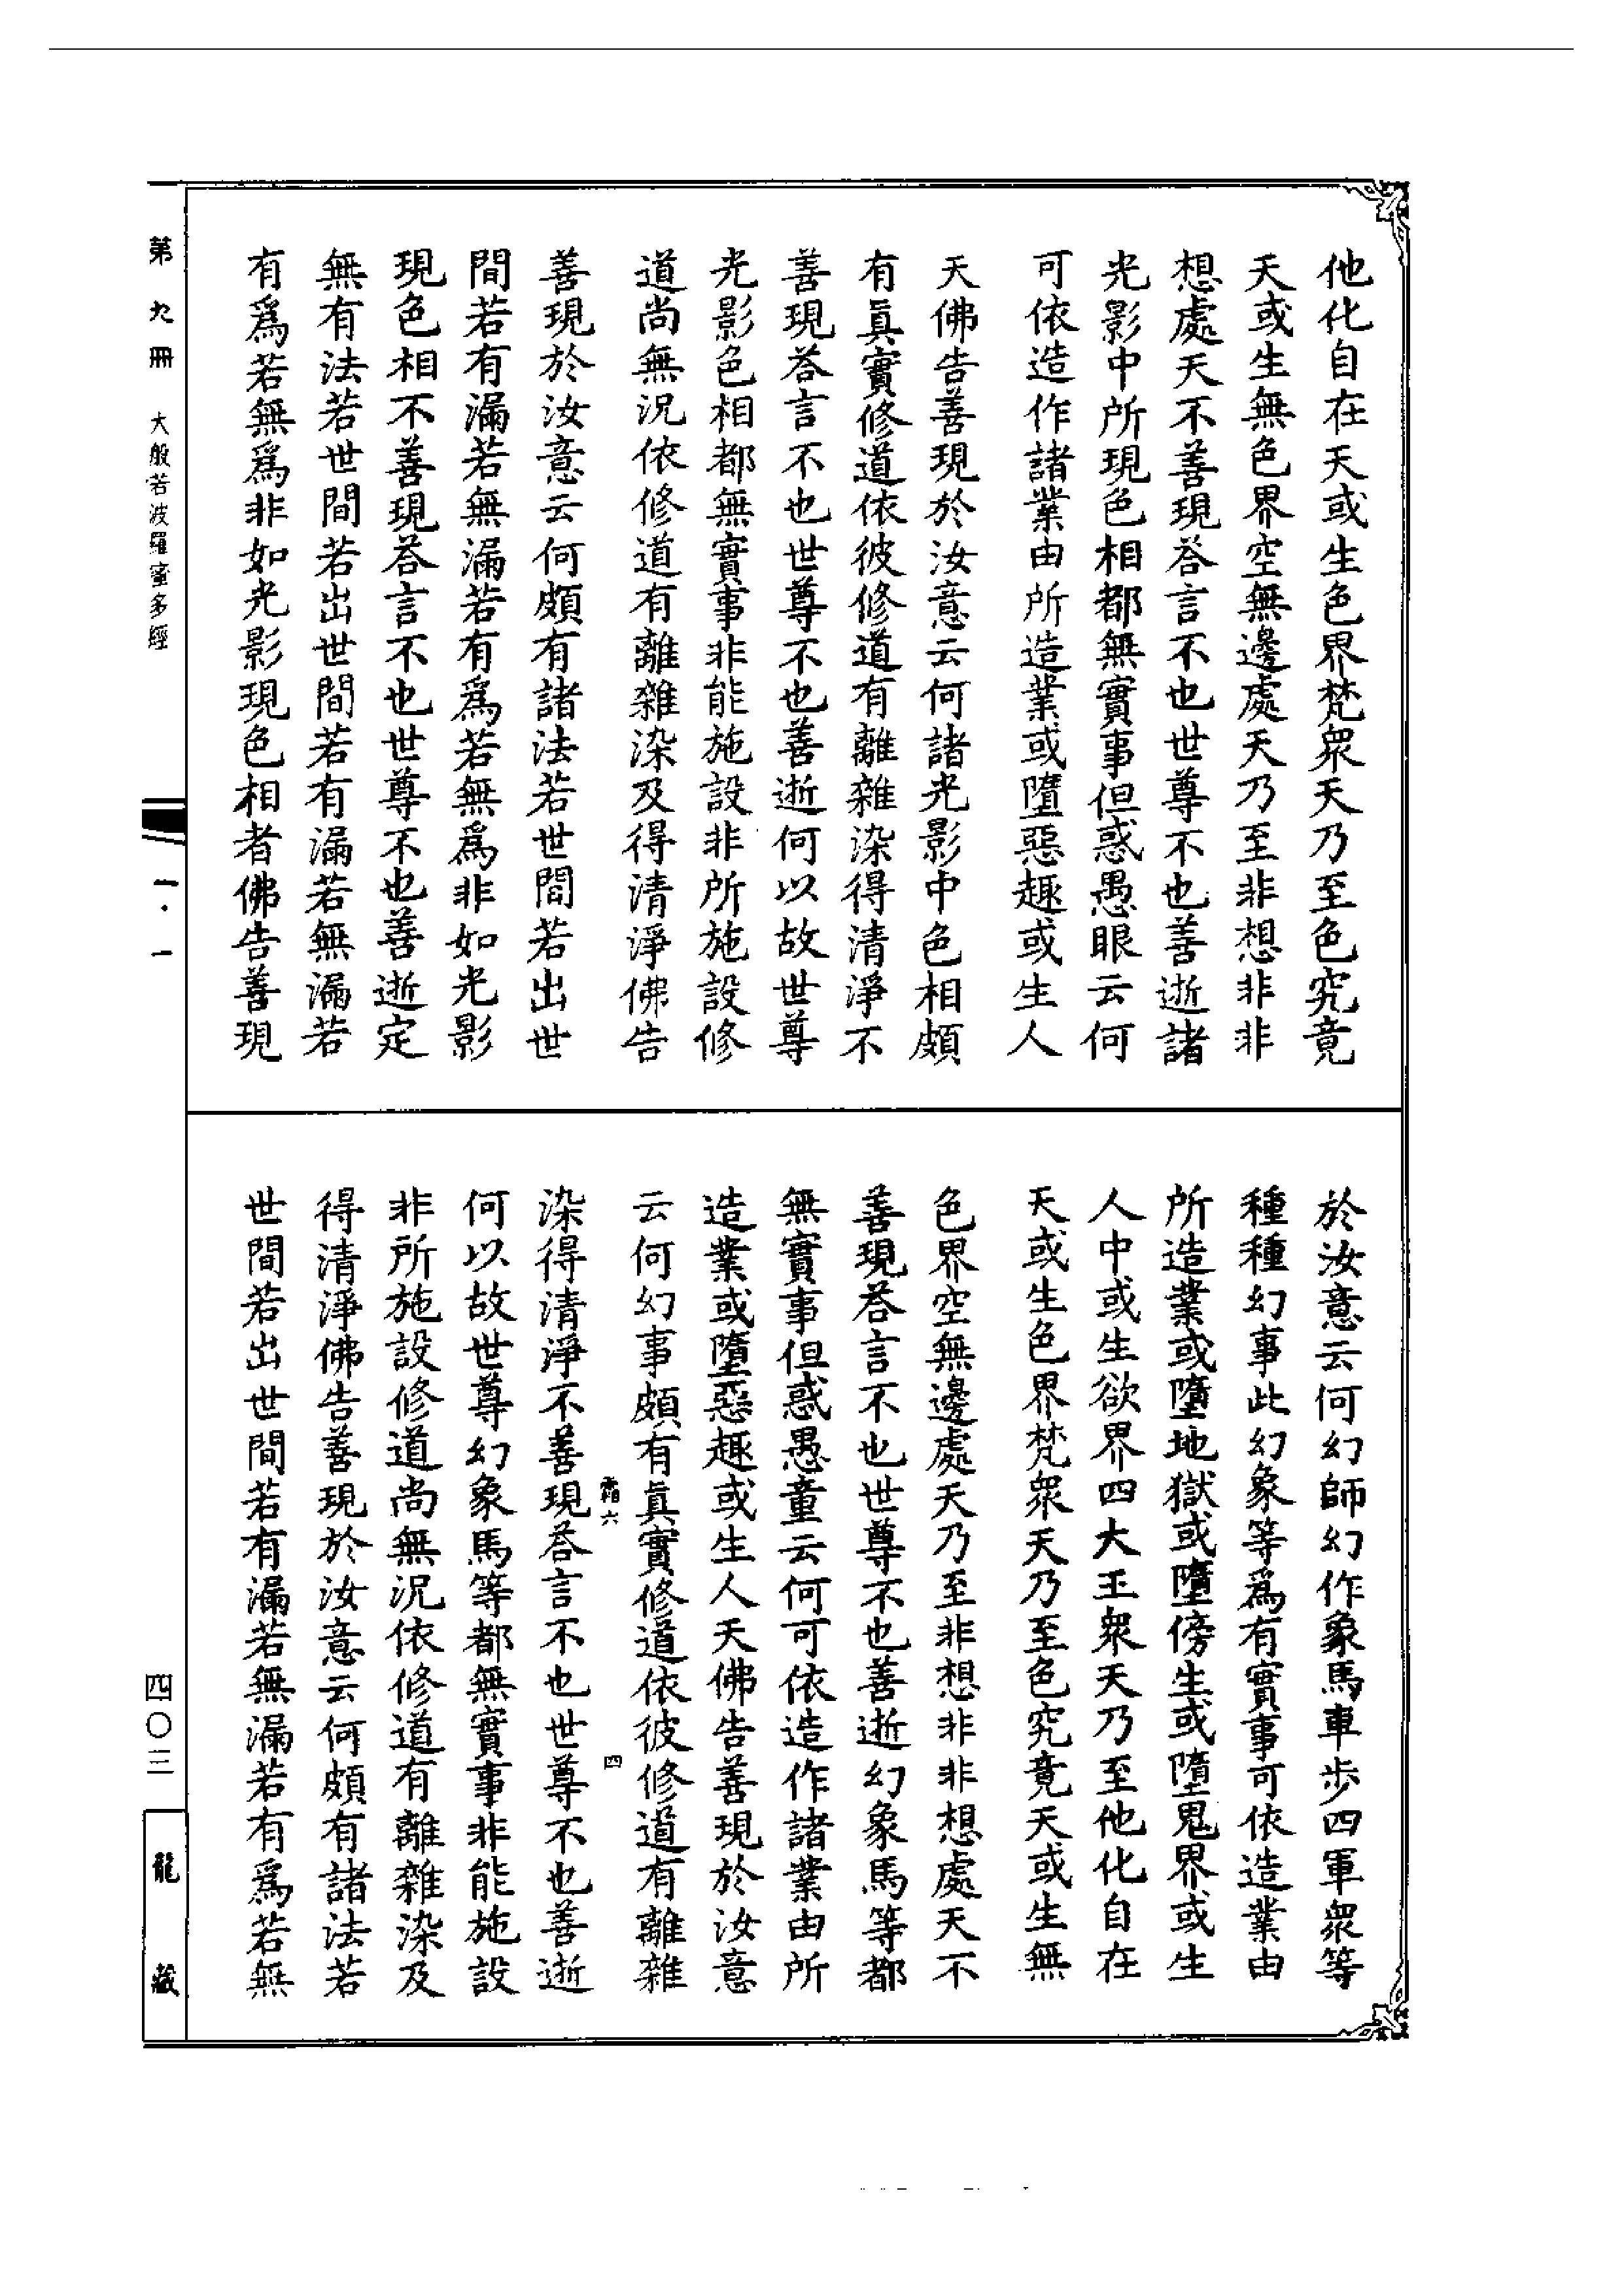 他化自在天或生色界梵衆天乃至色究竟
天或生無色界空無邊處天乃至非想非非
想處天不善現荅言不也世尊不也善逝諸
光影中所現色相都無實事但惑愚眼云何
可依造作諸業由所造業或墮惡趣或生人
天佛告善現於汝意云何諸光影中色相頗
有眞實修道依彼修道有離雜染得清淨不
善現荅言不也世尊不也善逝何以故世尊
光影色相都無實事非能施設非所施設修
道尚無況依修道有離雜染及得清淨佛告
善現於汝意云何頗有諸法若世間若出世
間若有漏若無漏若有爲若無爲非如光影
現色相不善現荅言不也世尊不也善逝定
無有法若世間若出世間若有漏若無漏若
有爲若無爲非如光影現色相者佛告善現
於汝意云何幻師幻作象馬車步四軍衆等
種種幻事此幻象等爲有實事可依造業由
所造業或墮地獄或墮傍生或墮鬼界或生
人中或生欲界四大王衆天乃至他化自在
天或生色界梵衆天乃至色究竟天或生無
色界空無邊處天乃至非想非非想處天不
善現荅言不也世尊不也善逝幻象馬等都
無實事但惑愚童云何可依造作諸業由所
造業或墮惡趣或生人天佛告善現於汝意
云何幻事頗有眞實修道依彼修道有離雜
霜六 四
染得清淨不善現荅言不也世尊不也善逝
何以故世尊幻象馬等都無實事非能施設
非所施設修道尚無況依修道有離雜染及
得清淨佛告善現於汝意云何頗有諸法若
世間若出世間若有漏若無漏若有爲若無
第九冊 大般若波羅蜜多經 一·一 四〇三 龍藏